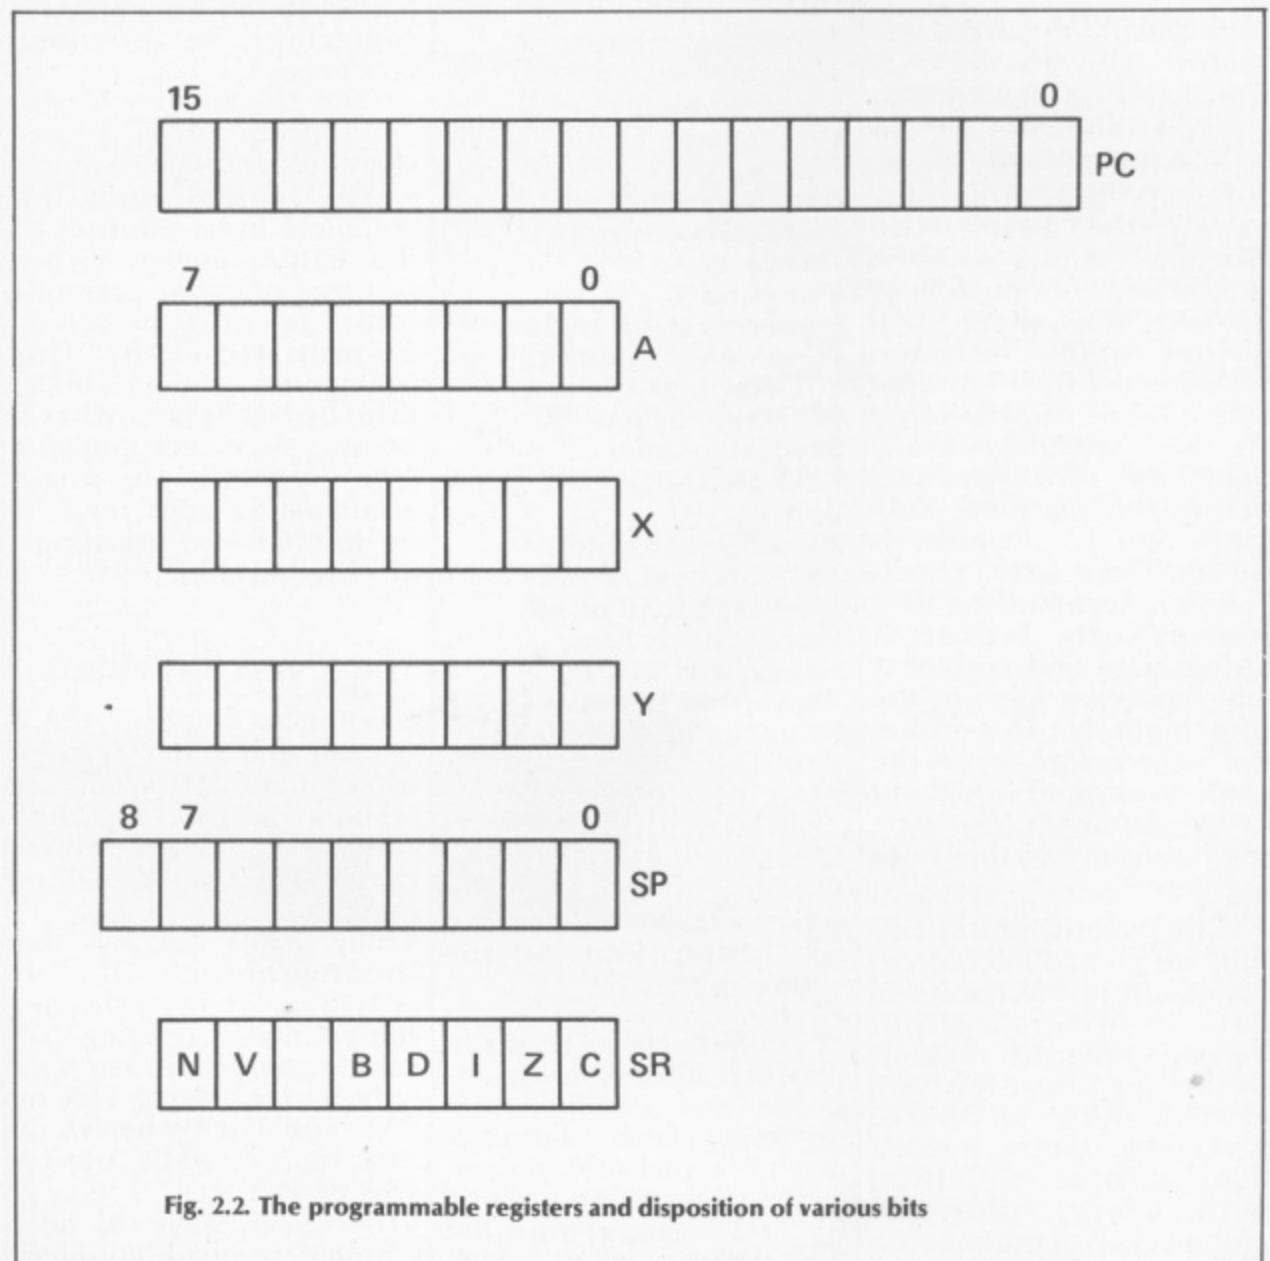 15 0
PC
7 0
A
X
Y
8 7 0
SP
N V B D I Z C SR
Fig. 2.2. The programmable registers and disposition of various bits